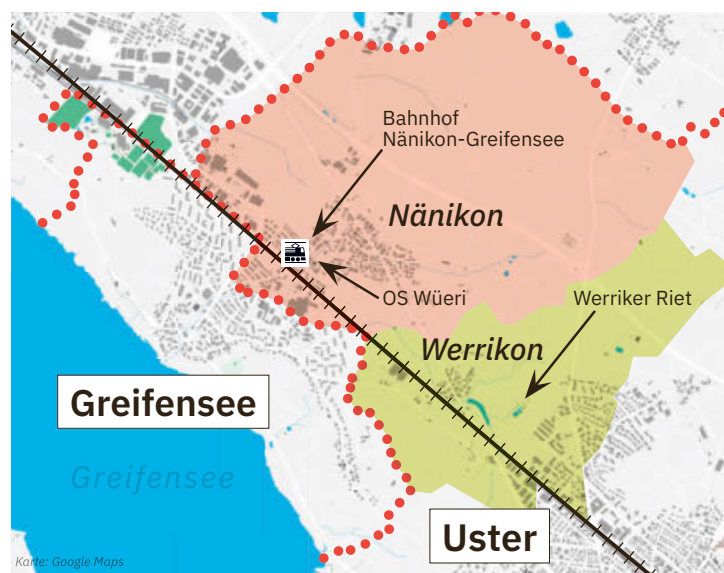 Bahnhof
Nänikon-Greifensee
Nänikon
OS Wüeri
Werriker Riet
Werrikon
Greifensee
Greifensee
Uster
Karte: Google Maps